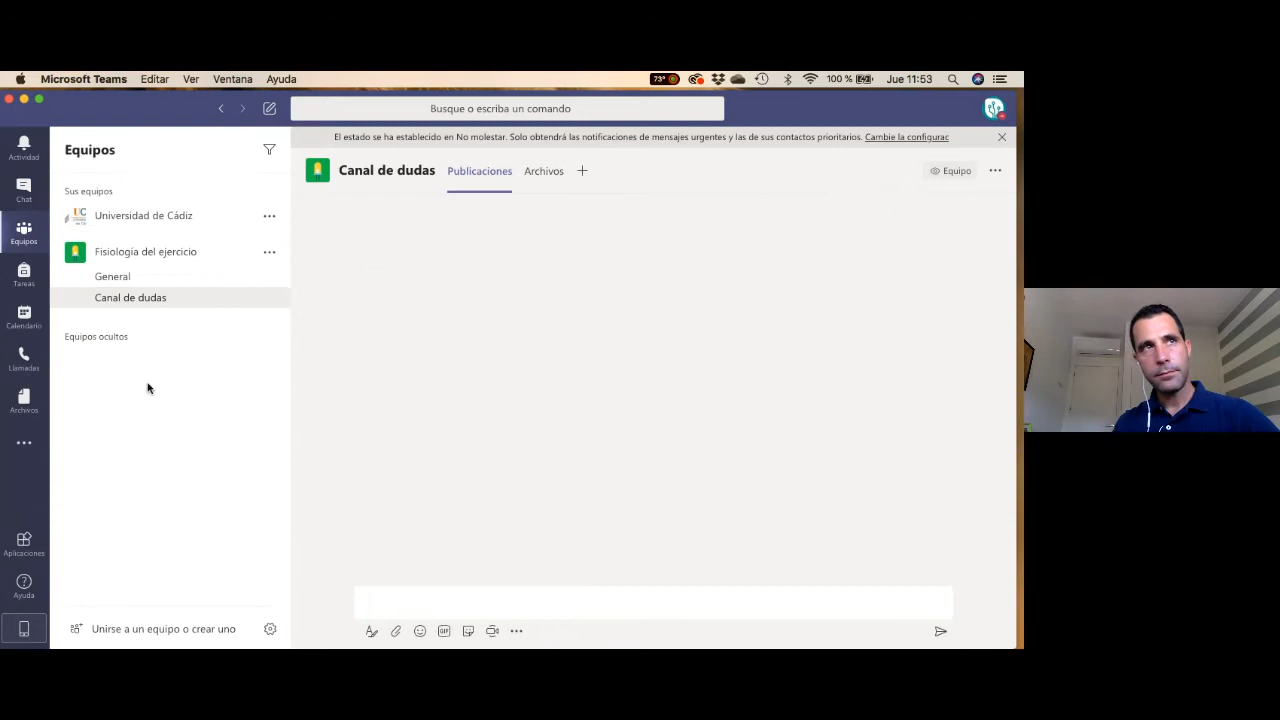 Microsoft Teams Editar Ver Ventana Ayuda 73° 100 % Jue 11:53
Busque o escriba un comando
El estado se ha establecido en No molestar. Solo obtendrá las notificaciones de mensajes urgentes y las de sus contactos prioritarios. Cambie la configurac
Actividad
Chat
Equipos
Tareas
Calendario
Llamadas
Archivos
Aplicaciones
Ayuda
Equipos
Sus equipos
UC
Universidad de Cádiz
Fisiología del ejercicio
General
Canal de dudas
Equipos ocultos
Unirse a un equipo o crear uno
Canal de dudas Publicaciones Archivos Equipo
GIF